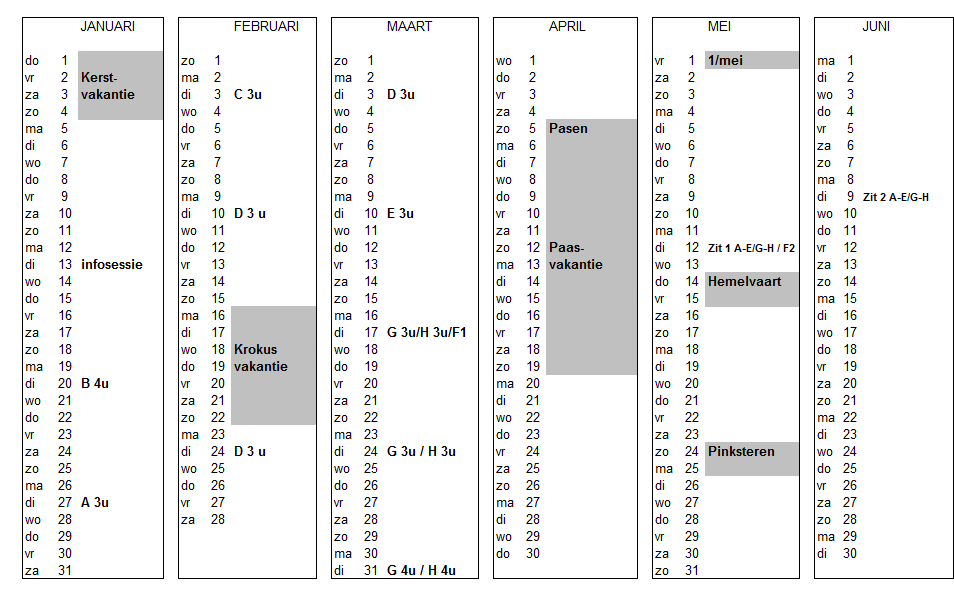 JANUARI
do 1
vr 2 Kerst-
za 3 vakantie
zo 4
ma 5
di 6
wo 7
do 8
vr 9
za 10
zo 11
ma 12
di 13 infosessie
wo 14
do 15
vr 16
za 17
zo 18
ma 19
di 20 B 4u
wo 21
do 22
vr 23
za 24
zo 25
ma 26
di 27 A 3u
wo 28
do 29
vr 30
za 31
FEBRUARI
zo 1
ma 2
di 3 C 3u
wo 4
do 5
vr 6
za 7
zo 8
ma 9
di 10 D 3 u
wo 11
do 12
vr 13
za 14
zo 15
ma 16
di 17
wo 18 Krokus
do 19 vakantie
vr 20
za 21
zo 22
ma 23
di 24 D 3 u
wo 25
do 26
vr 27
za 28
MAART
zo 1
ma 2
di 3 D 3u
wo 4
do 5
vr 6
za 7
zo 8
ma 9
di 10 E 3u
wo 11
do 12
vr 13
za 14
zo 15
ma 16
di 17 G 3u/H 3u/F1
wo 18
do 19
vr 20
za 21
zo 22
ma 23
di 24 G 3u / H 3u
wo 25
do 26
vr 27
za 28
zo 29
ma 30
di 31 G 4u / H 4u
APRIL
wo 1
do 2
vr 3
za 4
zo 5 Pasen
ma 6
di 7
wo 8
do 9
vr 10
za 11
zo 12 Paas-
ma 13 vakantie
di 14
wo 15
do 16
vr 17
za 18
zo 19
ma 20
di 21
wo 22
do 23
vr 24
za 25
zo 26
ma 27
di 28
wo 29
do 30
MEI
vr 1 1/mei
za 2
zo 3
ma 4
di 5
wo 6
do 7
vr 8
za 9
zo 10
ma 11
di 12 Zit 1 A-E/G-H / F2
wo 13
do 14 Hemelvaart
vr 15
za 16
zo 17
ma 18
di 19
wo 20
do 21
vr 22
za 23
zo 24 Pinksteren
ma 25
di 26
wo 27
do 28
vr 29
za 30
zo 31
JUNI
ma 1
di 2
wo 3
do 4
vr 5
za 6
zo 7
ma 8
di 9 Zit 2 A-E/G-H
wo 10
do 11
vr 12
za 13
zo 14
ma 15
di 16
wo 17
do 18
vr 19
za 20
zo 21
ma 22
di 23
wo 24
do 25
vr 26
za 27
zo 28
ma 29
di 30